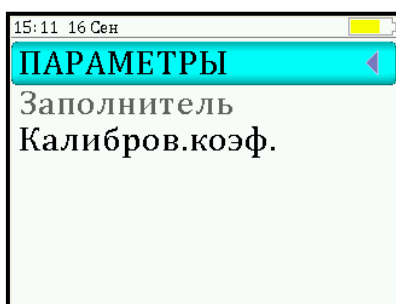 15:11 16 Сен
ПАРАМЕТРЫ
Заполнитель
Калибров.коэф.